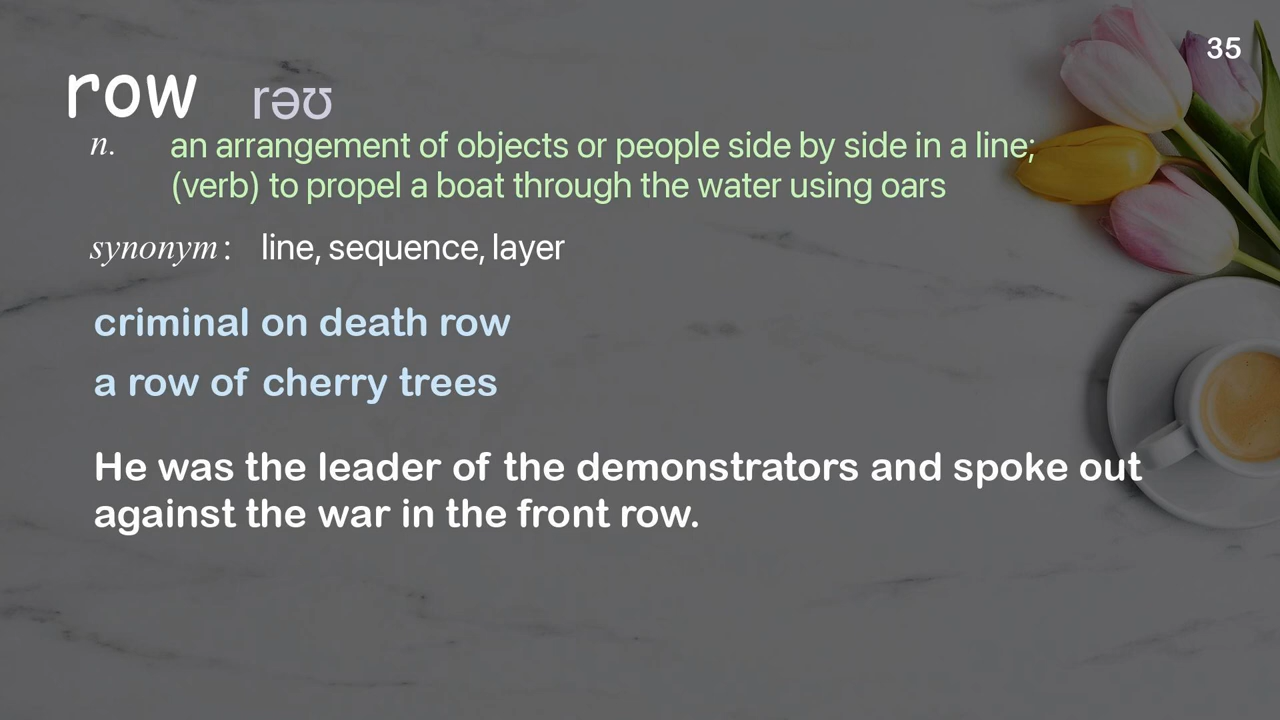 35
row rəʊ
n. an arrangement of objects or people side by side in a line;
(verb) to propel a boat through the water using oars
synonym: line, sequence, layer
criminal on death row
a row of cherry trees
He was the leader of the demonstrators and spoke out
against the war in the front row.